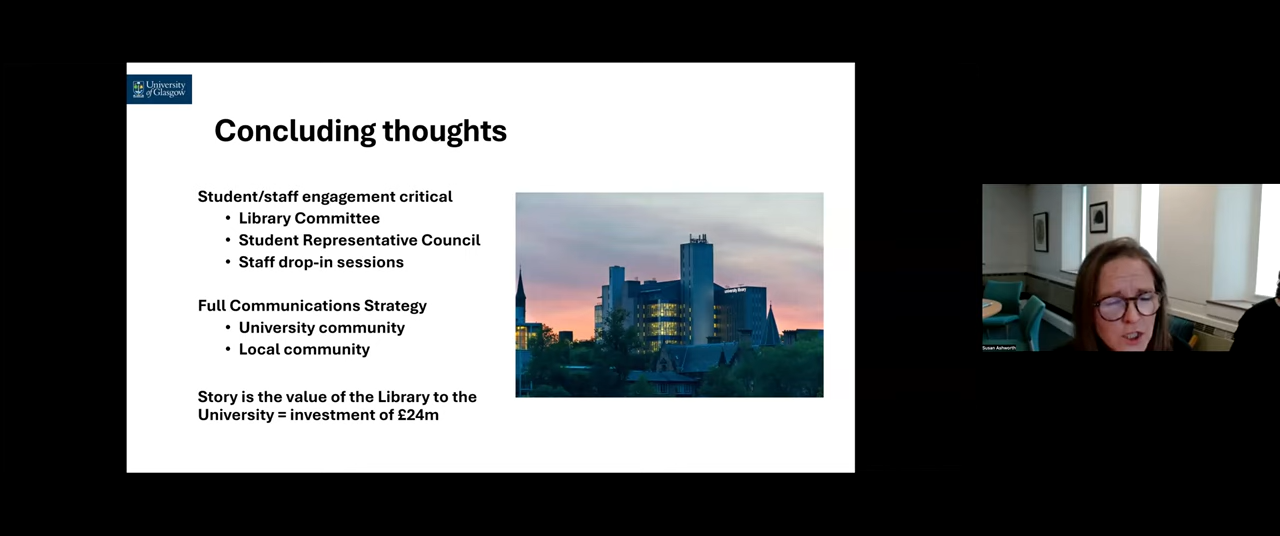 University
of Glasgow
Concluding thoughts
Student/staff engagement critical
• Library Committee
• Student Representative Council
• Staff drop-in sessions
Full Communications Strategy
• University community
• Local community
Story is the value of the Library to the
University = investment of £24m
university library
Susan Ashworth